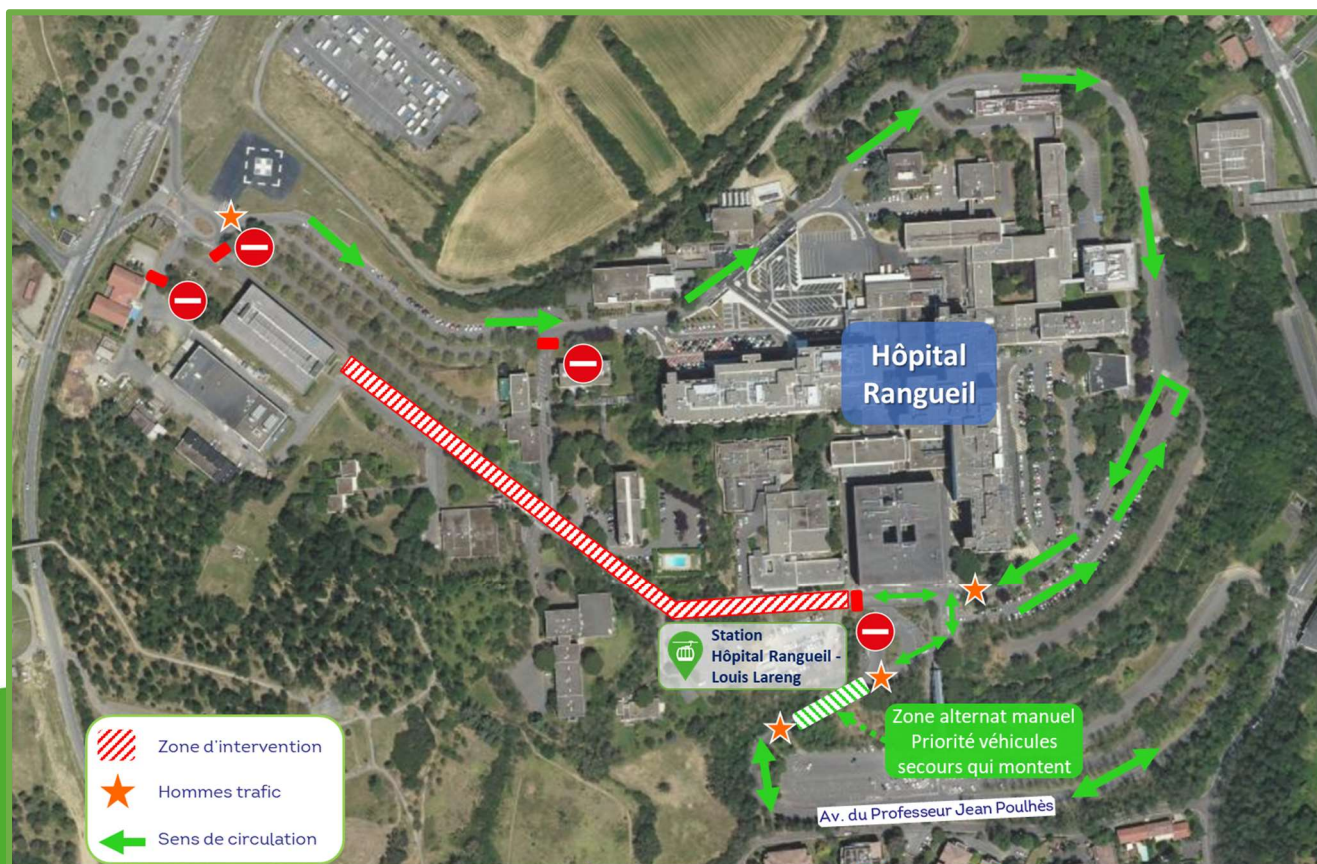 Hôpital
Rangueil
Station
Hôpital Rangueil -
Louis Lareng
Zone alternat manuel
Priorité véhicules
secours qui montent
Av. du Professeur Jean Poulhès
Zone d'intervention
Hommes trafic
Sens de circulation